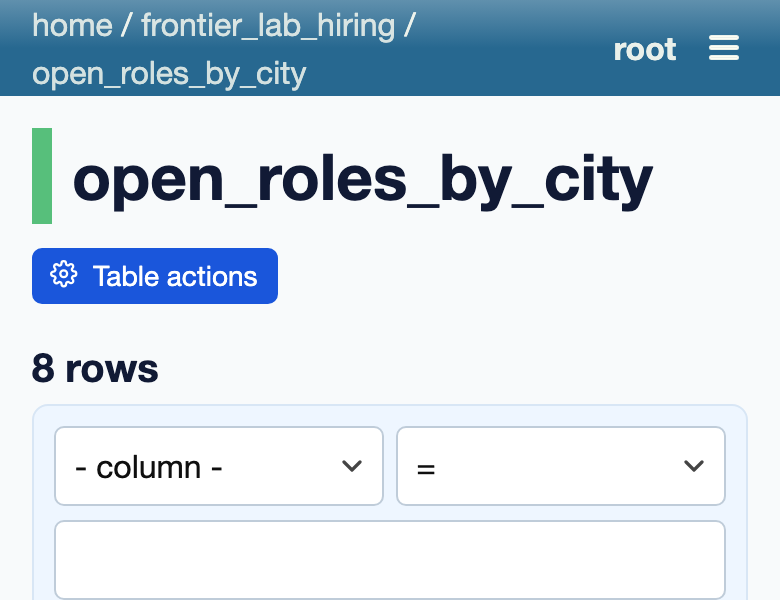 home / frontier_lab_hiring /
open_roles_by_city
root
open_roles_by_city
Table actions
8 rows
- column -
=